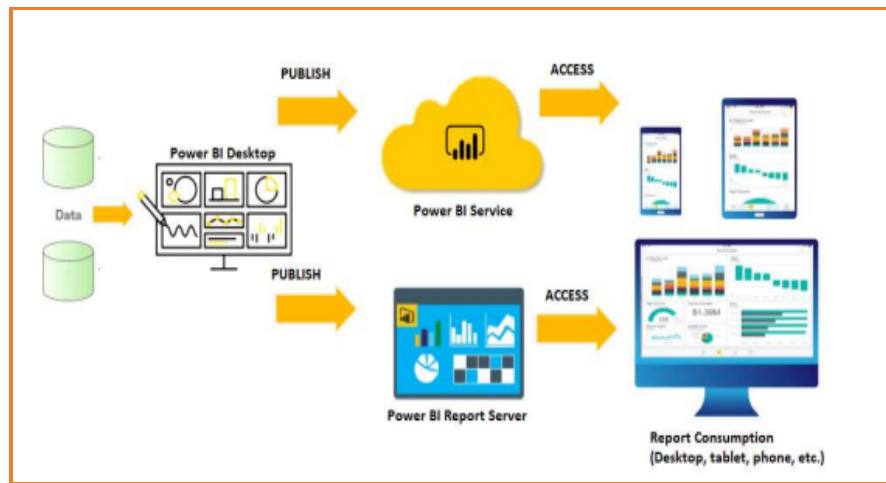 PUBLISH
ACCESS
Power BI Desktop
Data
Power BI Service
PUBLISH
ACCESS
$1.39M
Power BI Report Server
Report Consumption
(Desktop, tablet, phone, etc.)